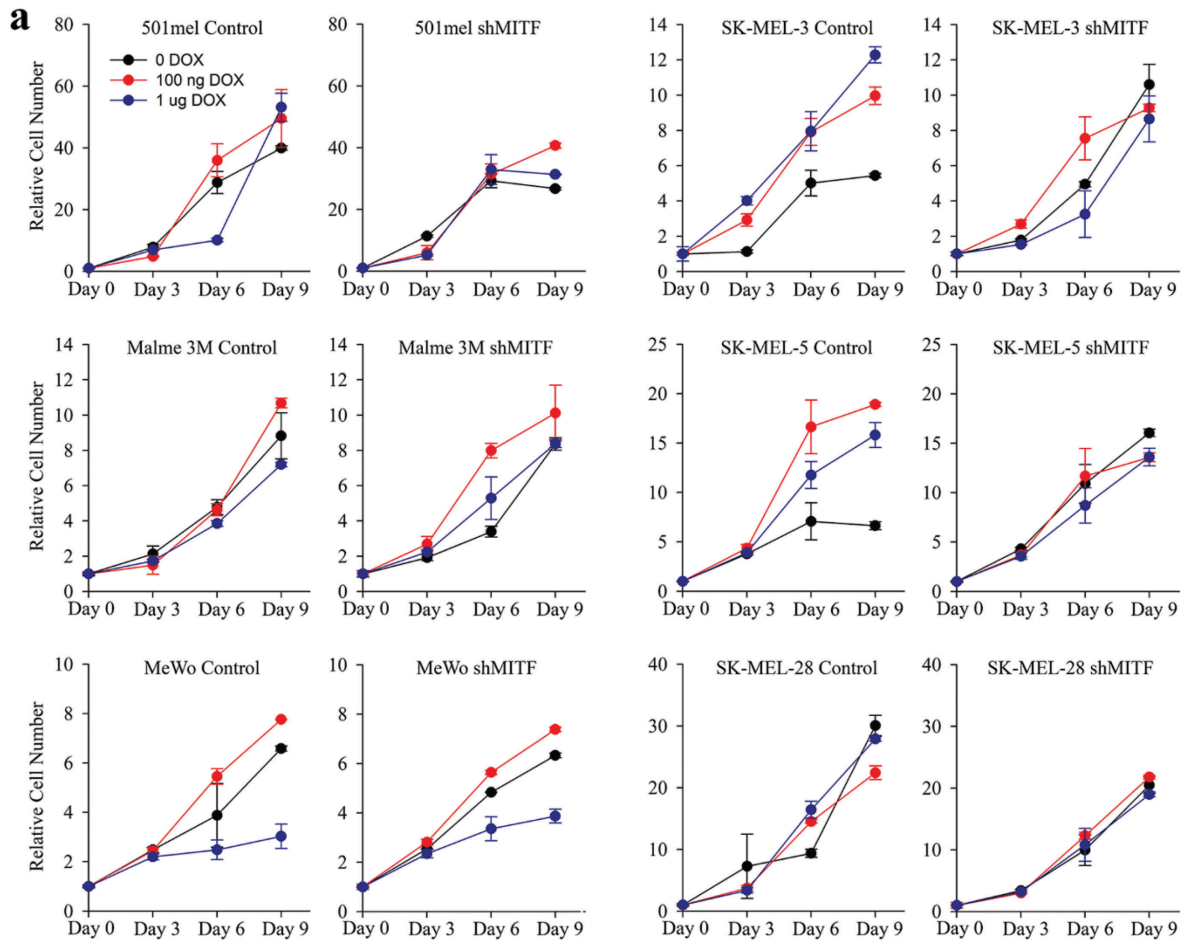 a
501mel Control
501mel shMITF
SK-MEL-3 Control
SK-MEL-3 shMITF
Relative Cell Number
80
60
40
20
0
0 DOX
100 ng DOX
1 ug DOX
Day 0 Day 3 Day 6 Day 9
80
60
40
20
0
Day 0 Day 3 Day 6 Day 9
14
12
10
8
6
4
2
0
Day 0 Day 3 Day 6 Day 9
14
12
10
8
6
4
2
0
Day 0 Day 3 Day 6 Day 9
Malme 3M Control
Malme 3M shMITF
SK-MEL-5 Control
SK-MEL-5 shMITF
Relative Cell Number
14
12
10
8
6
4
2
0
Day 0 Day 3 Day 6 Day 9
14
12
10
8
6
4
2
0
Day 0 Day 3 Day 6 Day 9
25
20
15
10
5
0
Day 0 Day 3 Day 6 Day 9
25
20
15
10
5
0
Day 0 Day 3 Day 6 Day 9
MeWo Control
MeWo shMITF
SK-MEL-28 Control
SK-MEL-28 shMITF
Relative Cell Number
10
8
6
4
2
0
Day 0 Day 3 Day 6 Day 9
10
8
6
4
2
0
Day 0 Day 3 Day 6 Day 9
40
30
20
10
0
Day 0 Day 3 Day 6 Day 9
40
30
20
10
0
Day 0 Day 3 Day 6 Day 9